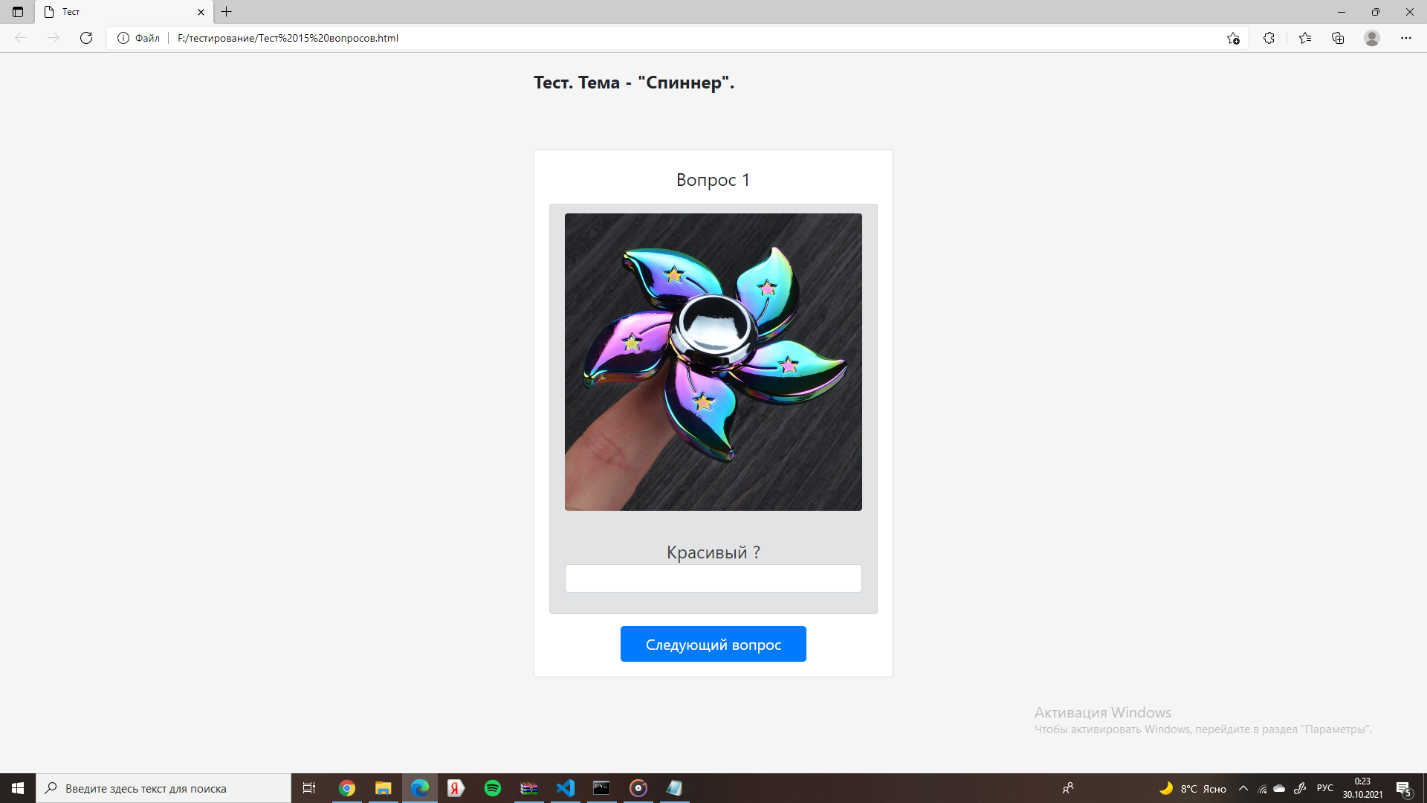 Тест
Файл
F:/тестирование/Тест%2015%20вопросов.html
Тест. Тема - "Спиннер".
Вопрос 1
Красивый ?
Следующий вопрос
Активация Windows
Чтобы активировать Windows, перейдите в раздел "Параметры".
Введите здесь текст для поиска
Я
8°C Ясно
РУС
0:23
30.10.2021
5